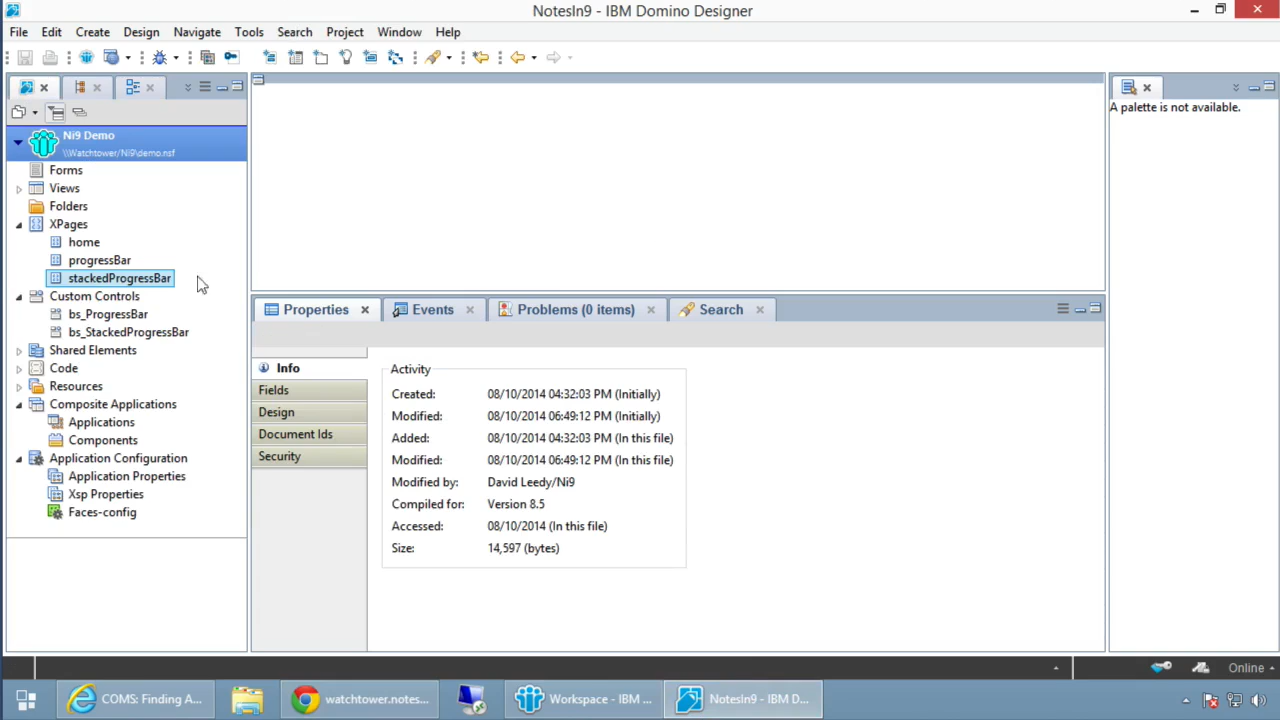 NotesIn9 - IBM Domino Designer
File Edit Create Design Navigate Tools Search Project Window Help
Ni9 Demo
\\Watchtower/Ni9\demo.nsf
Forms
Views
Folders
XPages
home
progressBar
stackedProgressBar
Custom Controls
bs_ProgressBar
bs_StackedProgressBar
Shared Elements
Code
Resources
Composite Applications
Applications
Components
Application Configuration
Application Properties
Xsp Properties
Faces-config
A palette is not available.
Properties Events Problems (0 items) Search
Info
Fields
Design
Document Ids
Security
Activity
Created: 08/10/2014 04:32:03 PM (Initially)
Modified: 08/10/2014 06:49:12 PM (Initially)
Added: 08/10/2014 04:32:03 PM (In this file)
Modified: 08/10/2014 06:49:12 PM (In this file)
Modified by: David Leedy/Ni9
Compiled for: Version 8.5
Accessed: 08/10/2014 (In this file)
Size: 14,597 (bytes)
Online
COMS: Finding A... watchtower.notes... Workspace - IBM ... NotesIn9 - IBM D...